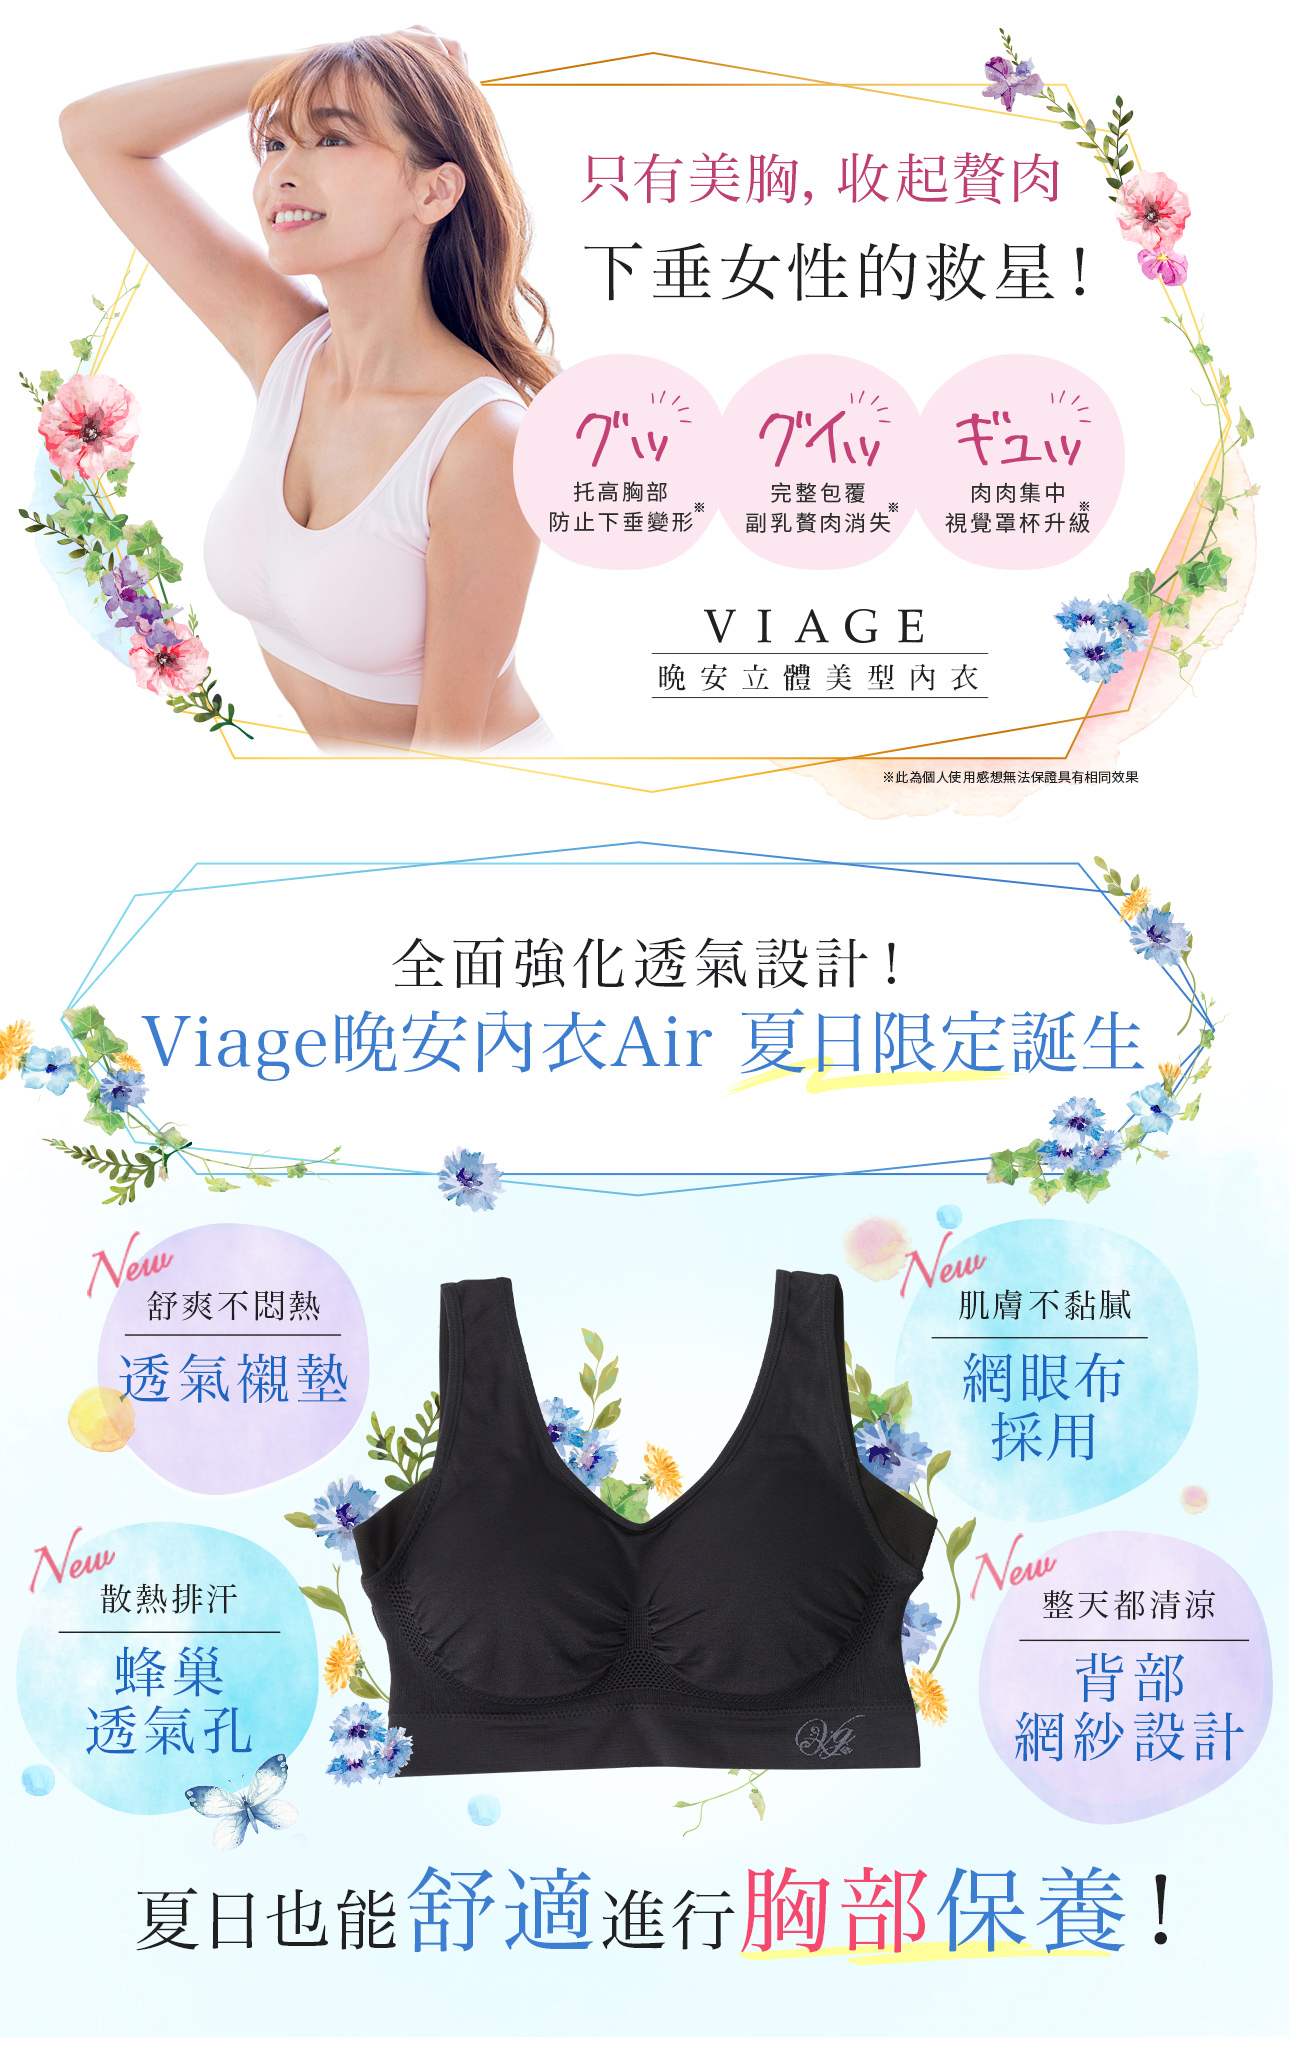 只有美胸, 收起贅肉
下垂女性的救星!
グッ
托高胸部
防止下垂變形※
グイッ
完整包覆
副乳贅肉消失※
ギュッ
肉肉集中
視覺罩杯升級※
VIAGE
晚安立體美型內衣
※此為個人使用感想無法保證具有相同效果
全面強化透氣設計!
Viage晚安內衣Air 夏日限定誕生
New
舒爽不悶熱
透氣襯墊
New
肌膚不黏膩
網眼布
採用
New
散熱排汗
蜂巢
透氣孔
New
整天都清涼
背部
網紗設計
夏日也能舒適進行胸部保養!